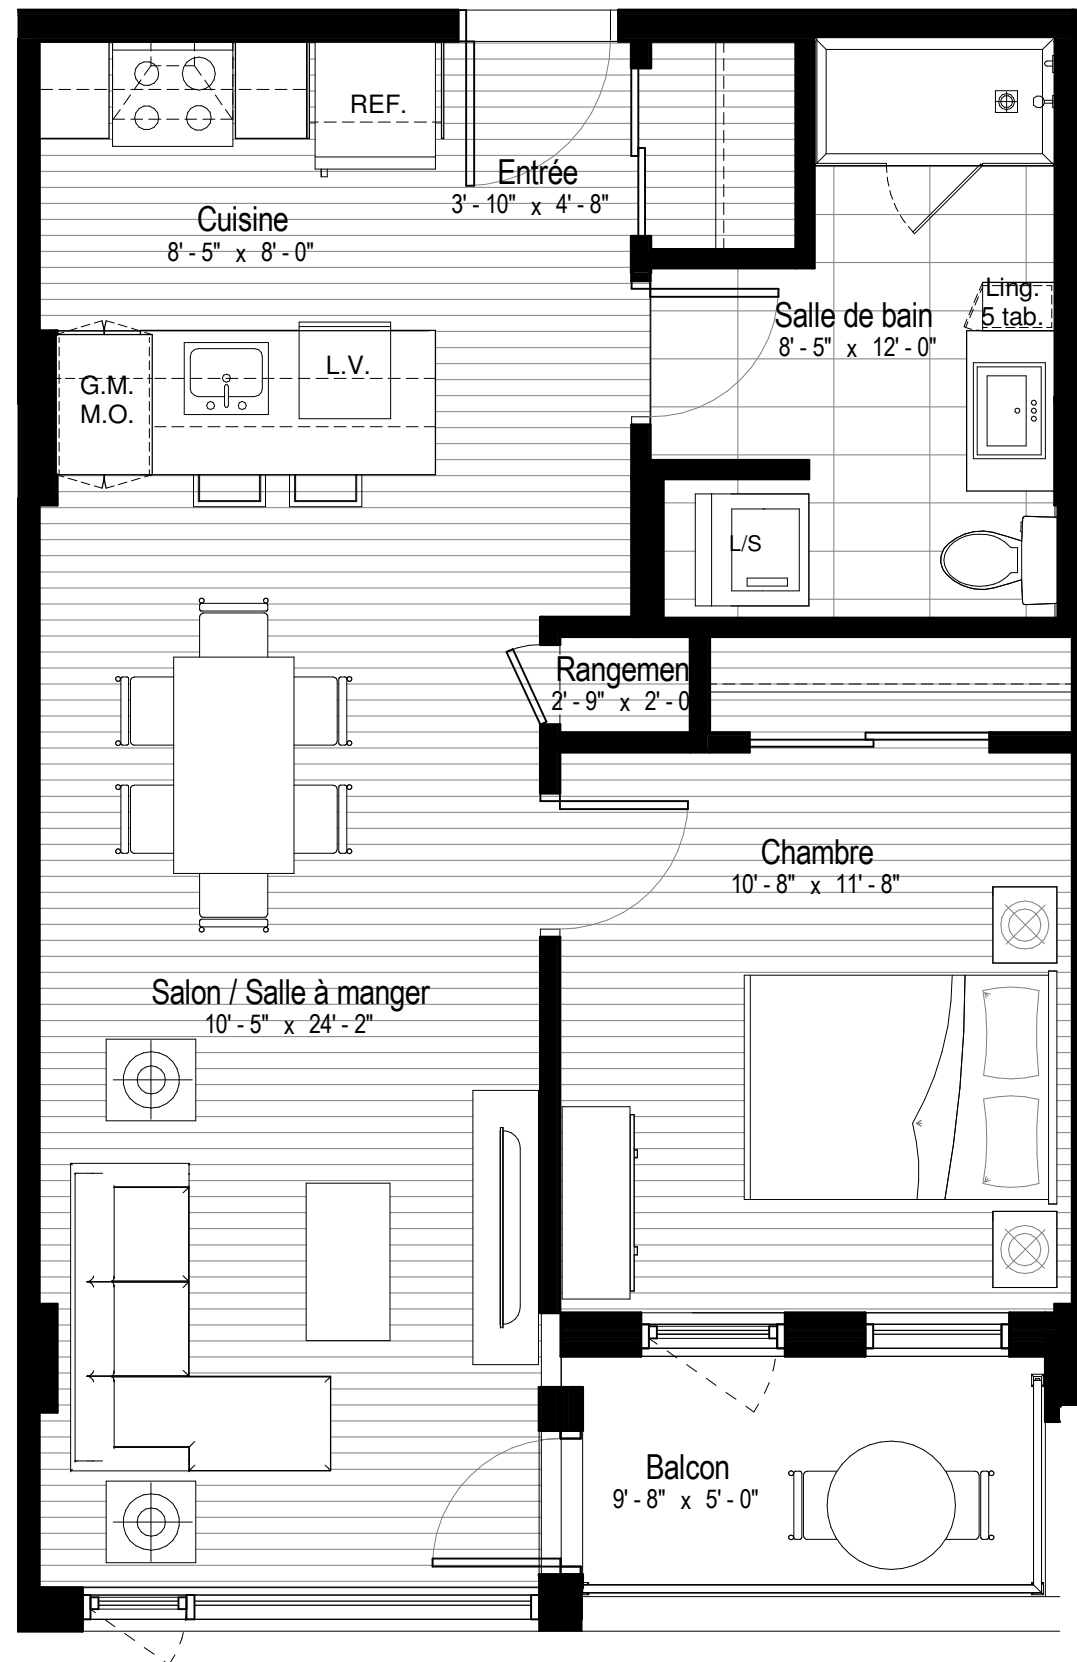 REF.
Entrée
3' - 10" x 4' - 8"
Cuisine
8' - 5" x 8' - 0"
Ling.
5 tab.
Salle de bain
8' - 5" x 12' - 0"
L.V.
G.M.
M.O.
L/S
Rangemen
2' - 9" x 2' - 0
Chambre
10' - 8" x 11' - 8"
Salon / Salle à manger
10' - 5" x 24' - 2"
Balcon
9' - 8" x 5' - 0"